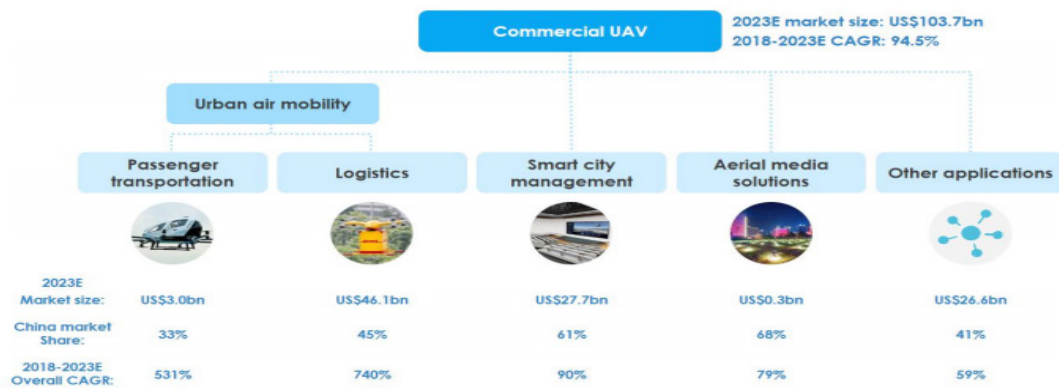 Commercial UAV
2023E market size: US$103.7bn
2018-2023E CAGR: 94.5%
Urban air mobility
Passenger
transportation
Logistics
Smart city
management
Aerial media
solutions
Other applications
2023E
Market size:
US$3.0bn
US$46.1bn
US$27.7bn
US$0.3bn
US$26.6bn
China market
Share:
33%
45%
61%
68%
41%
2018-2023E
Overall CAGR:
531%
740%
90%
79%
59%